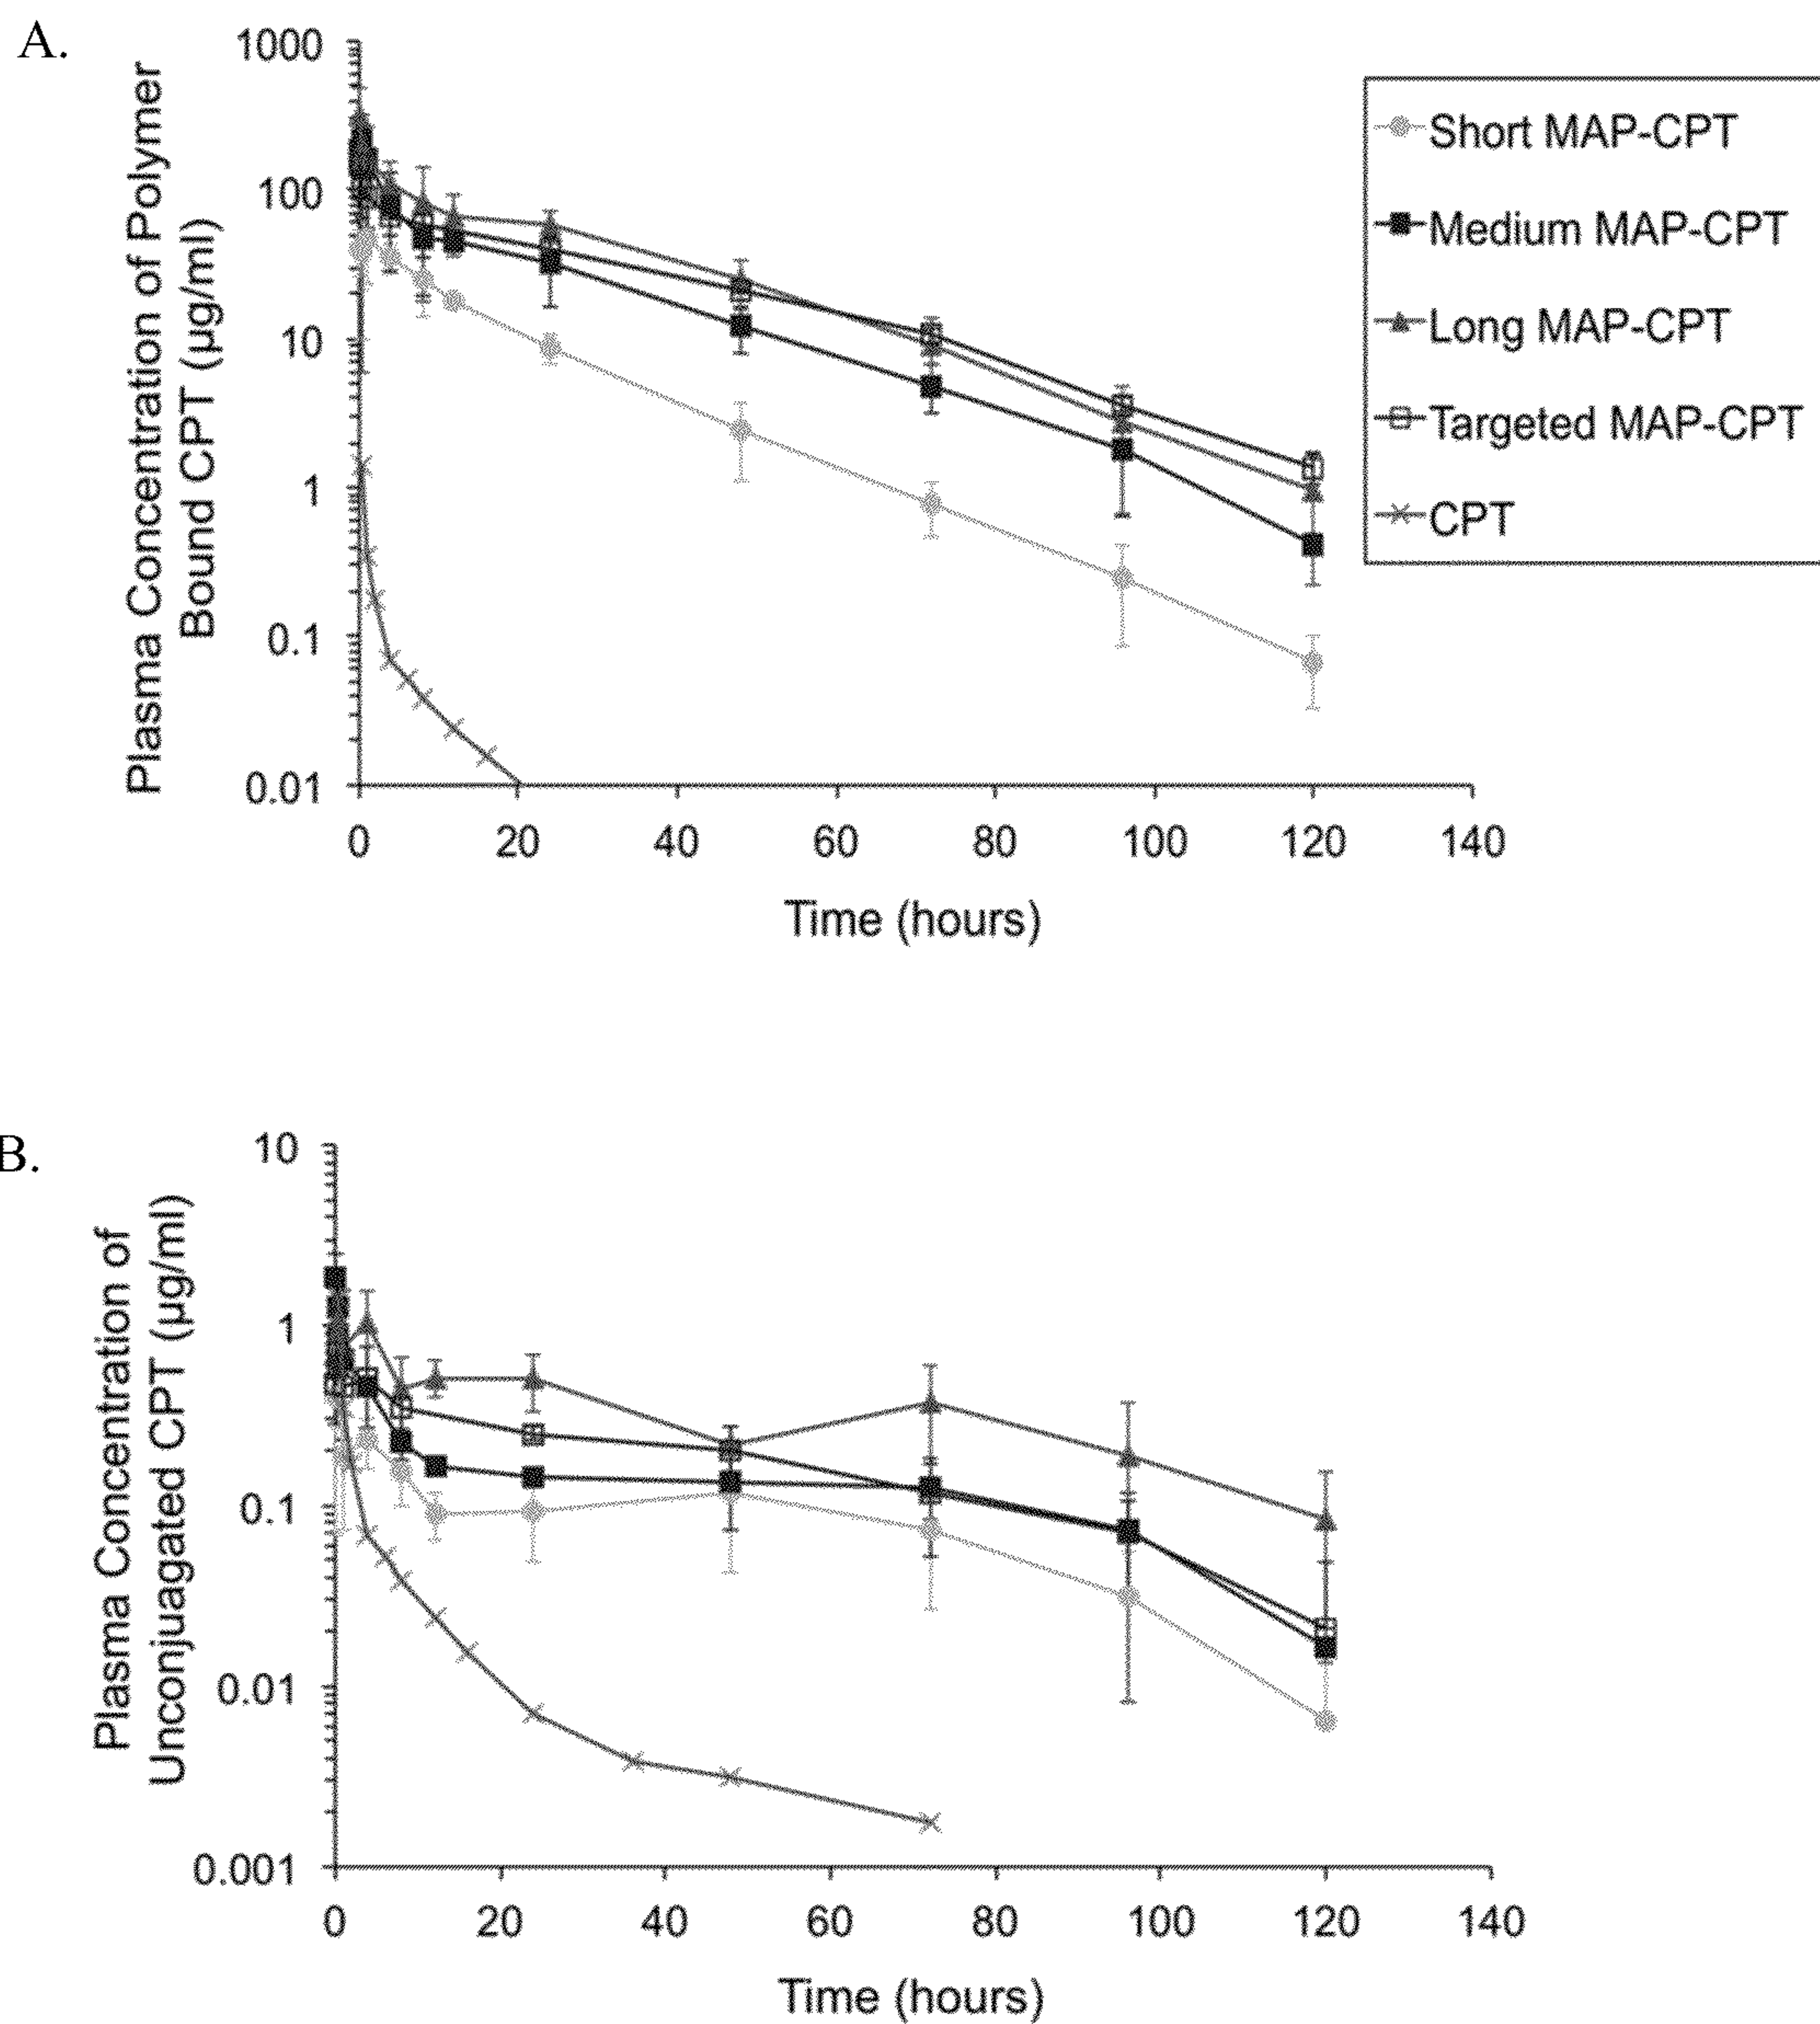 A.
Plasma Concentration of Polymer
Bound CPT (µg/ml)
1000
100
10
1
0.1
0.01
0
20
40
60
80
100
120
140
Time (hours)
Short MAP-CPT
Medium MAP-CPT
Long MAP-CPT
Targeted MAP-CPT
CPT
B.
Plasma Concentration of
Unconjuagated CPT (µg/ml)
10
1
0.1
0.01
0.001
0
20
40
60
80
100
120
140
Time (hours)